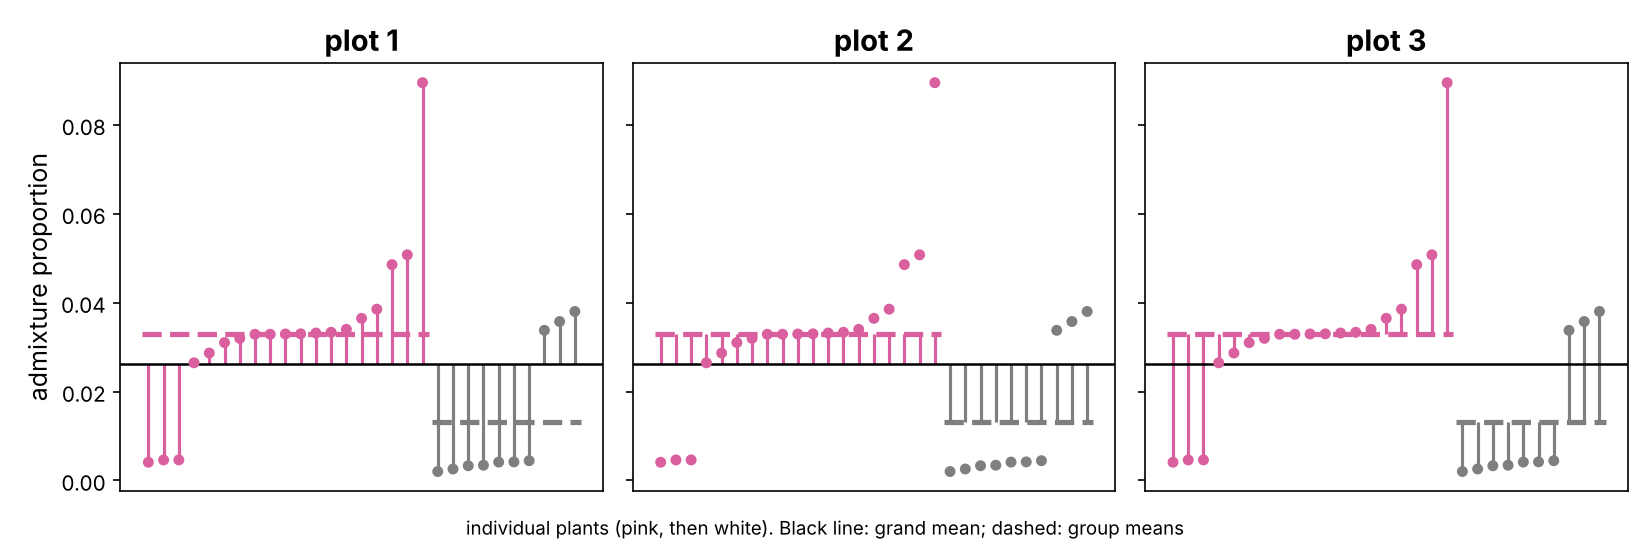 plot 1
plot 2
plot 3
admixture proportion
0.08
0.06
0.04
0.02
0.00
individual plants (pink, then white). Black line: grand mean; dashed: group means